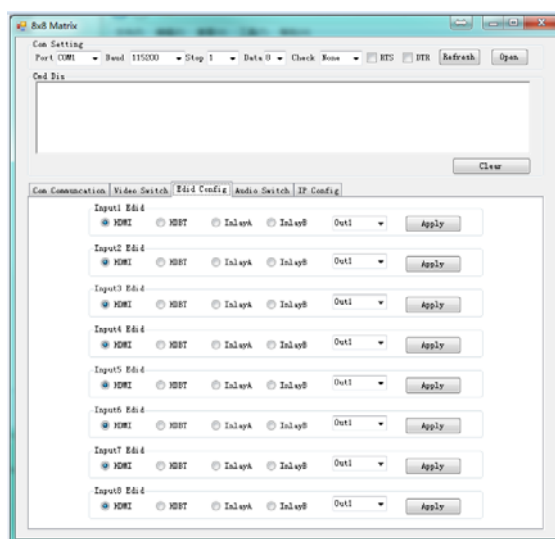 8x8 Matrix
Com Setting
Port COM1 Baud 115200 Stop 1 Data 8 Check None RTS DTR Refresh Open
Cmd Dis
Clear
Com Communcation Video Switch Edid Config Audio Switch IP Config
Input1 Edid
HDMI HDBT InlayA InlayB Out1 Apply
Input2 Edid
HDMI HDBT InlayA InlayB Out1 Apply
Input3 Edid
HDMI HDBT InlayA InlayB Out1 Apply
Input4 Edid
HDMI HDBT InlayA InlayB Out1 Apply
Input5 Edid
HDMI HDBT InlayA InlayB Out1 Apply
Input6 Edid
HDMI HDBT InlayA InlayB Out1 Apply
Input7 Edid
HDMI HDBT InlayA InlayB Out1 Apply
Input8 Edid
HDMI HDBT InlayA InlayB Out1 Apply